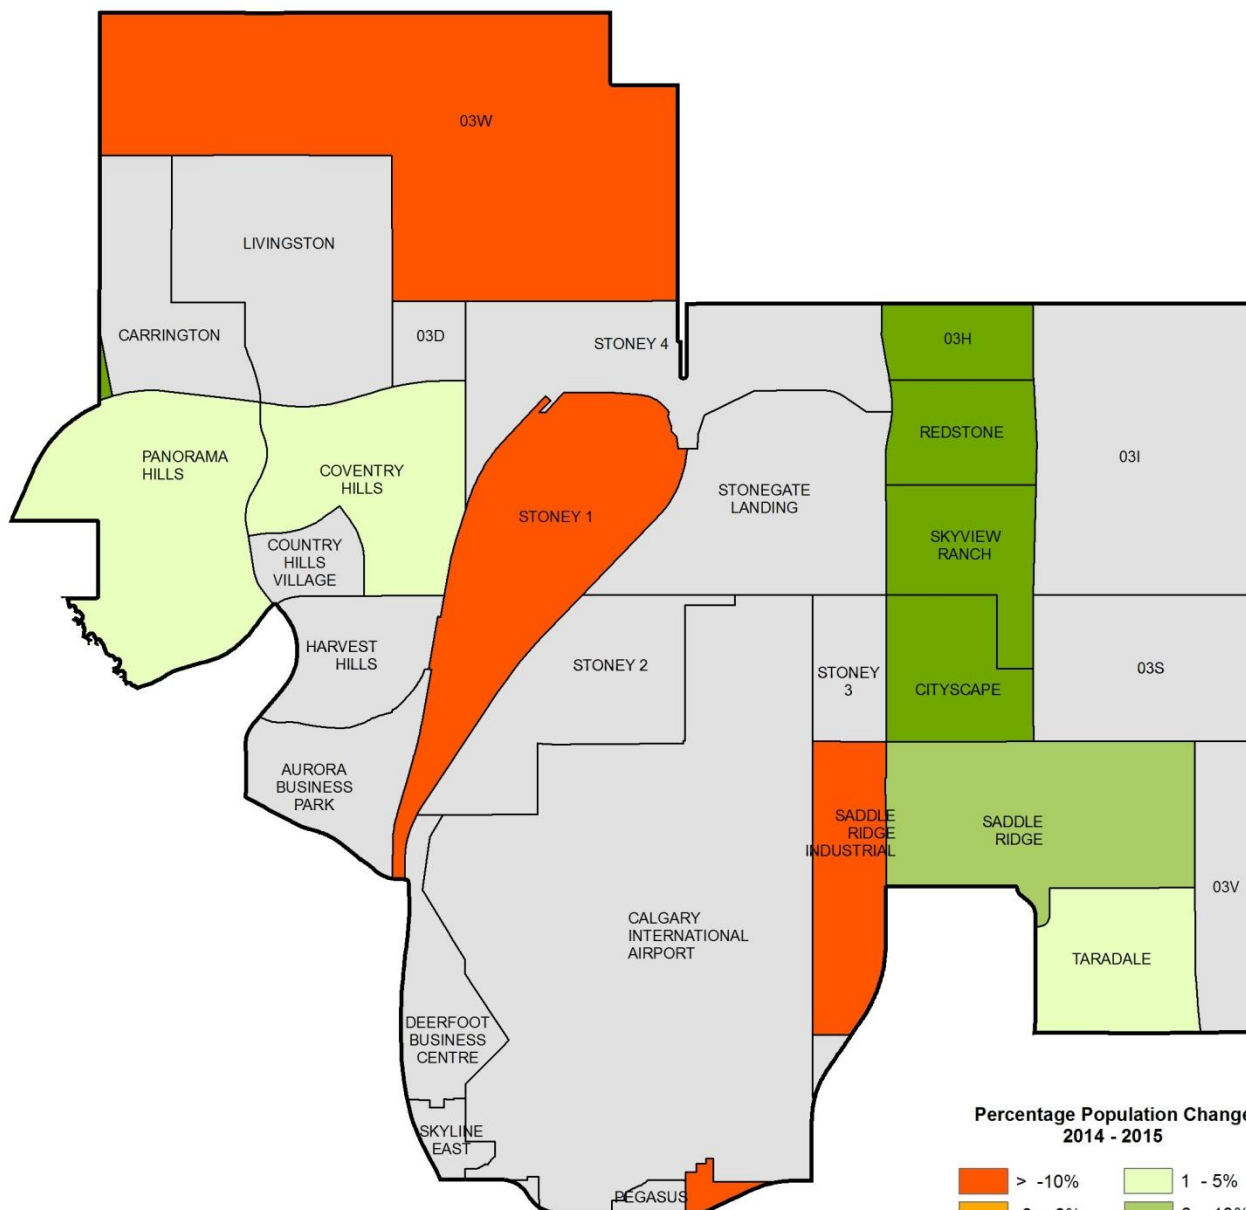 03W
LIVINGSTON
CARRINGTON
03D
STONEY 4
03H
REDSTONE
03I
PANORAMA
HILLS
COVENTRY
HILLS
STONEY 1
STONEGATE
LANDING
SKYVIEW
RANCH
COUNTRY
HILLS
VILLAGE
HARVEST
HILLS
STONEY 2
STONEY
3
CITYSCAPE
03S
AURORA
BUSINESS
PARK
SADDLE
RIDGE
INDUSTRIAL
SADDLE
RIDGE
03V
CALGARY
INTERNATIONAL
AIRPORT
TARADALE
DEERFOOT
BUSINESS
CENTRE
SKYLINE
EAST
PEGASUS
Percentage Population Change
2014 - 2015
> -10%
1 - 5%